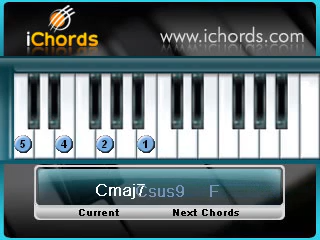 iChords
www.ichords.com
5 4 2 1
Cmaj7 Csus9 F
Current Next Chords